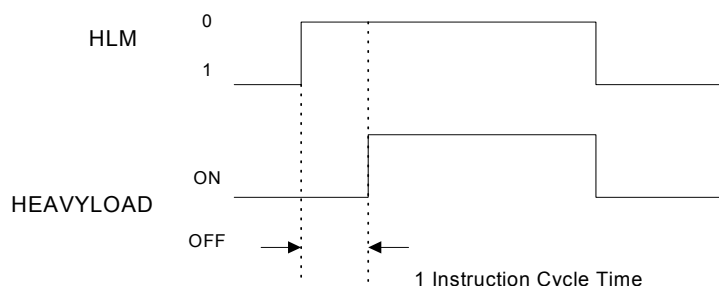 0
HLM
1
ON
HEAVYLOAD
OFF
1 Instruction Cycle Time